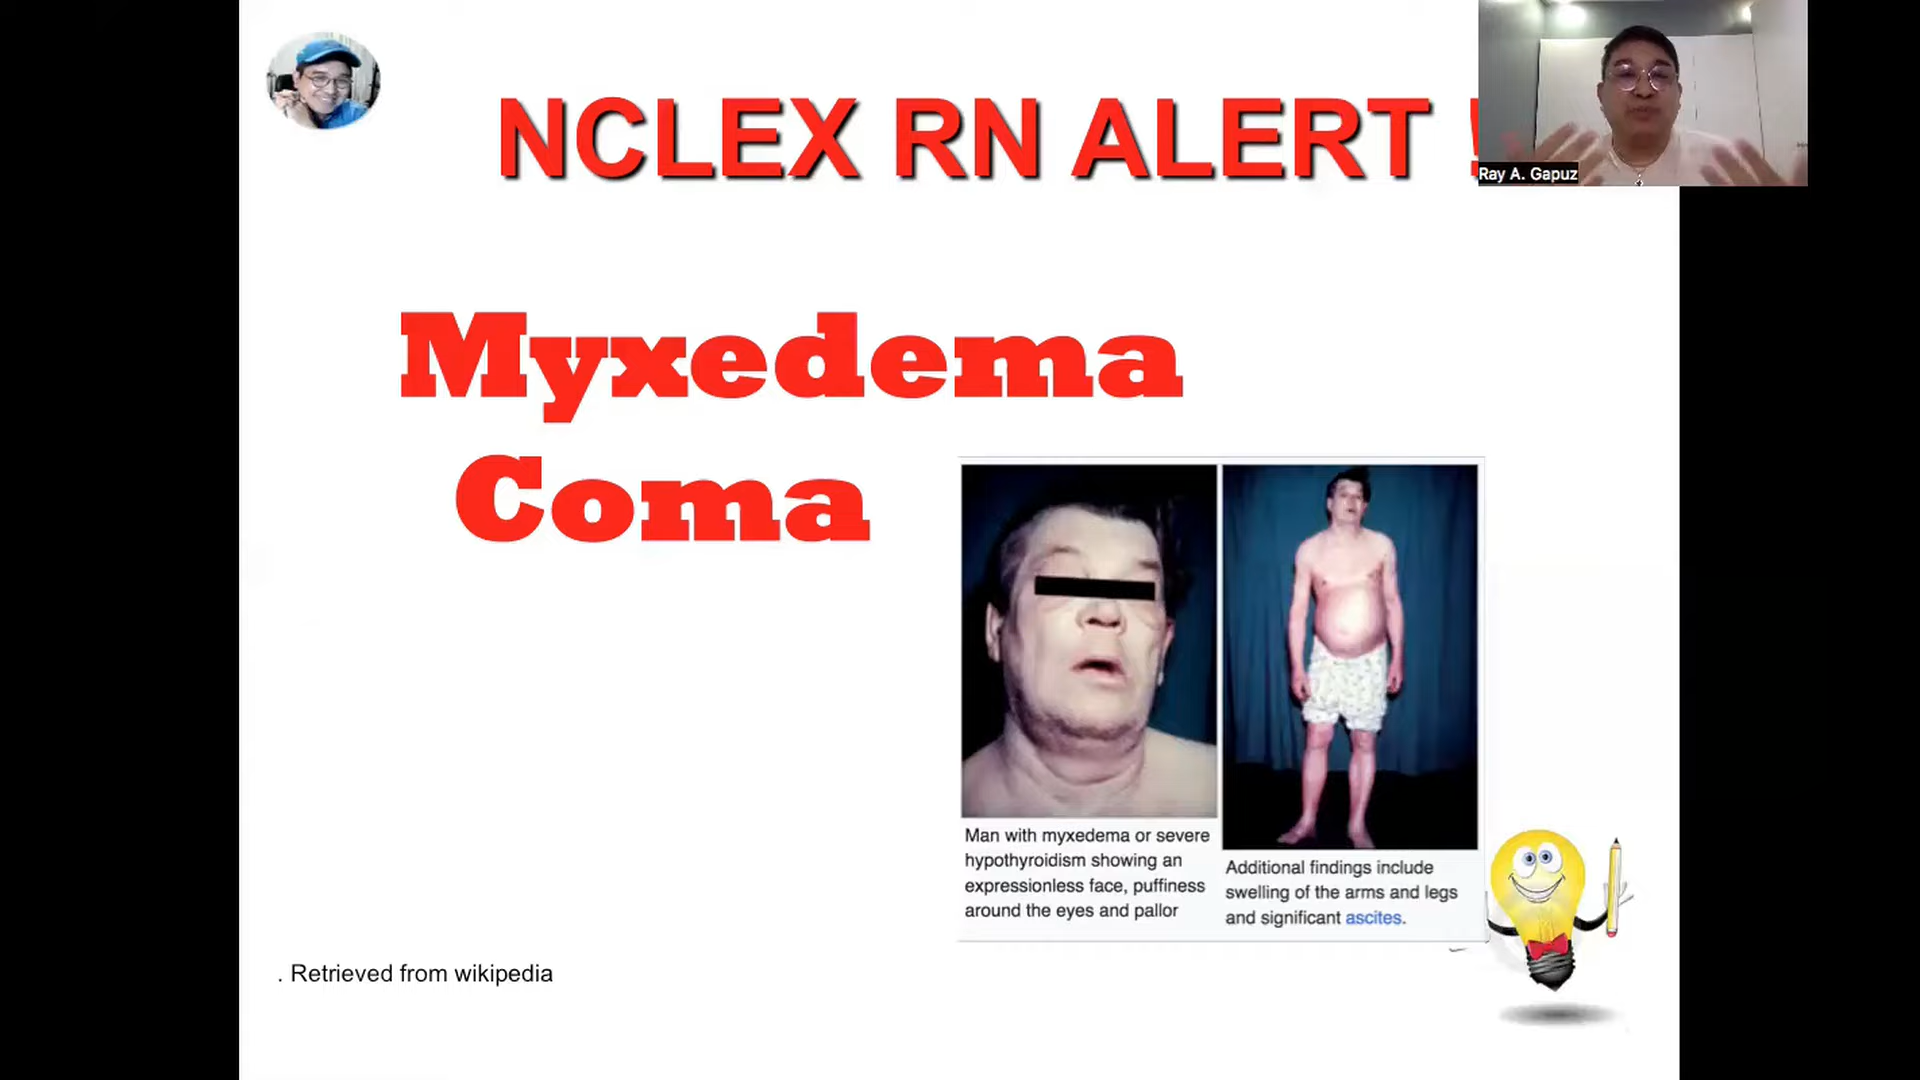 NCLEX RN ALERT !
Ray A. Gapuz
Myxedema
Coma
Man with myxedema or severe
hypothyroidism showing an
expressionless face, puffiness
around the eyes and pallor
Additional findings include
swelling of the arms and legs
and significant ascites.
. Retrieved from wikipedia